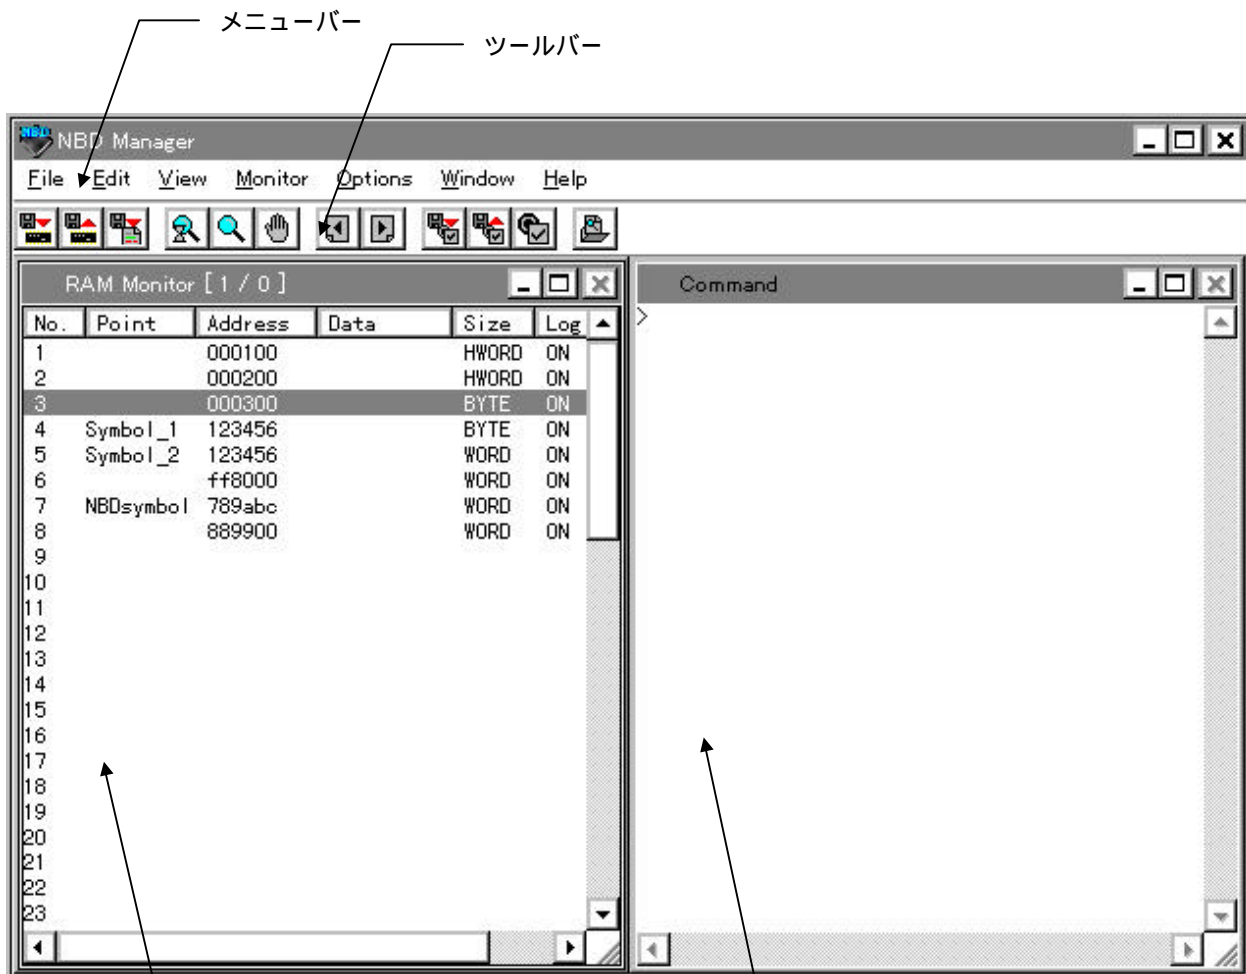 メニューバー
ツールバー
NBD
NBD Manager
File Edit View Monitor Options Window Help
RAM Monitor [ 1 / 0 ]
No. Point Address Data Size Log
1 000100 HWORD ON
2 000200 HWORD ON
3 000300 BYTE ON
4 Symbol_1 123456 BYTE ON
5 Symbol_2 123456 WORD ON
6 ff8000 WORD ON
7 NBDsymbol 789abc WORD ON
8 889900 WORD ON
9
10
11
12
13
14
15
16
17
18
19
20
21
22
23
Command
>